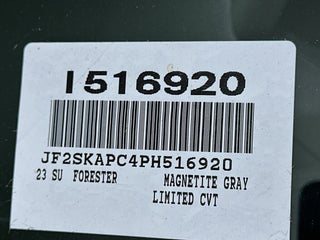 I516920
JF2SKAPC4PH516920
23 SU FORESTER MAGNETITE GRAY
LIMITED CVT